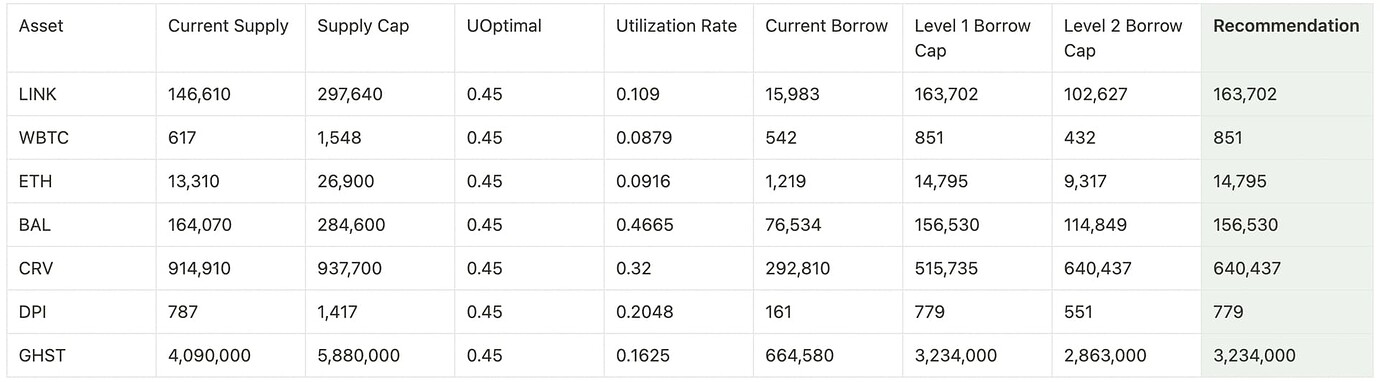 Asset Current Supply Supply Cap UOptimal Utilization Rate Current Borrow Level 1 Borrow Cap Level 2 Borrow Cap Recommendation
LINK 146,610 297,640 0.45 0.109 15,983 163,702 102,627 163,702
WBTC 617 1,548 0.45 0.0879 542 851 432 851
ETH 13,310 26,900 0.45 0.0916 1,219 14,795 9,317 14,795
BAL 164,070 284,600 0.45 0.4665 76,534 156,530 114,849 156,530
CRV 914,910 937,700 0.45 0.32 292,810 515,735 640,437 640,437
DPI 787 1,417 0.45 0.2048 161 779 551 779
GHST 4,090,000 5,880,000 0.45 0.1625 664,580 3,234,000 2,863,000 3,234,000